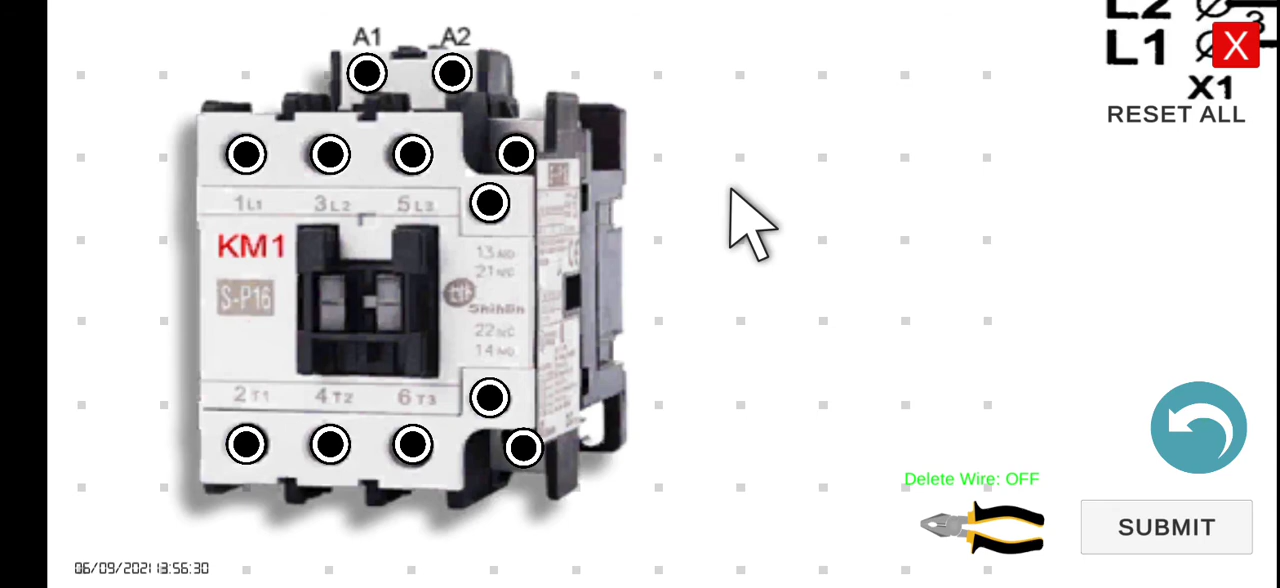 A1 A2
L2
3
L1
X
X1
RESET ALL
1L1 3L2 5L3
KM1
13NO
21NC
S-P16
Shihlin
22NC
14NO
2T1 4T2 6T3
Delete Wire: OFF
SUBMIT
06/09/2021 13:56:30